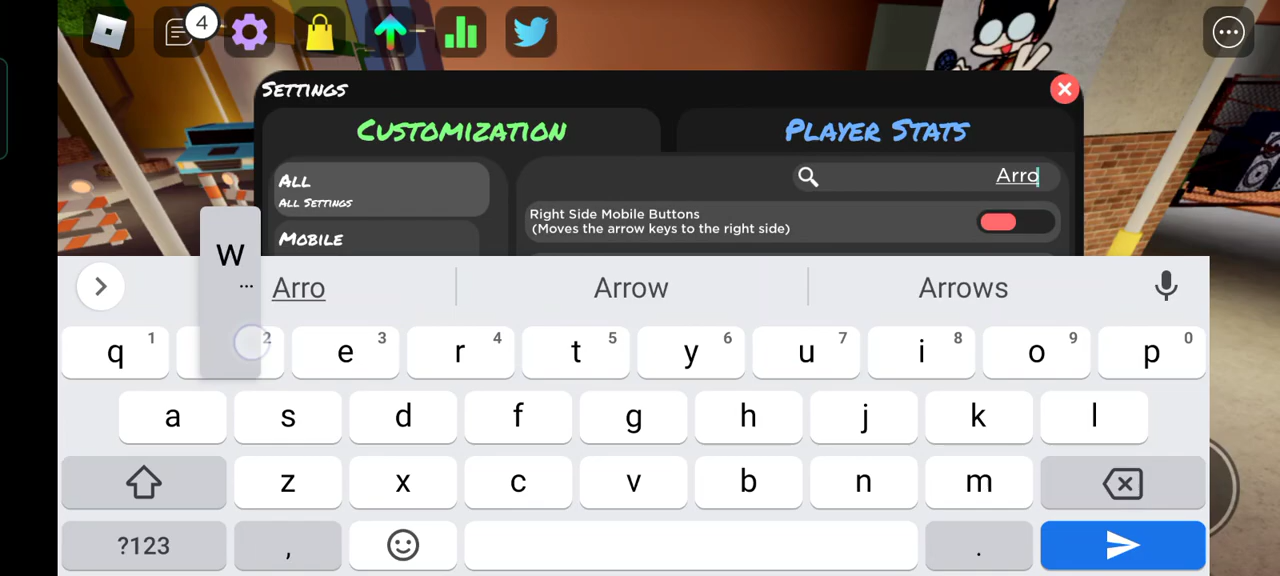 4
SETTINGS
CUSTOMIZATION
PLAYER STATS
Arro
ALL
ALL SETTINGS
Right Side Mobile Buttons
(Moves the arrow keys to the right side)
MOBILE
w
...
Arro Arrow Arrows
q 1 2 e 3 r 4 t 5 y 6 u 7 i 8 o 9 p 0
a s d f g h j k l
z x c v b n m
?123 , .